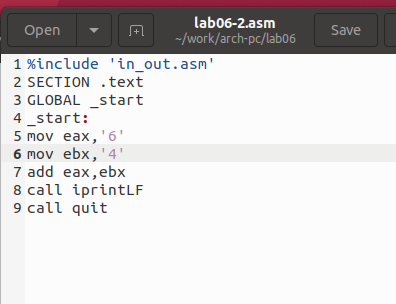 Open
lab06-2.asm
~/work/arch-pc/lab06
Save
1 %include 'in_out.asm'
2 SECTION .text
3 GLOBAL _start
4 _start:
5 mov eax,'6'
6 mov ebx,'4'
7 add eax,ebx
8 call iprintLF
9 call quit